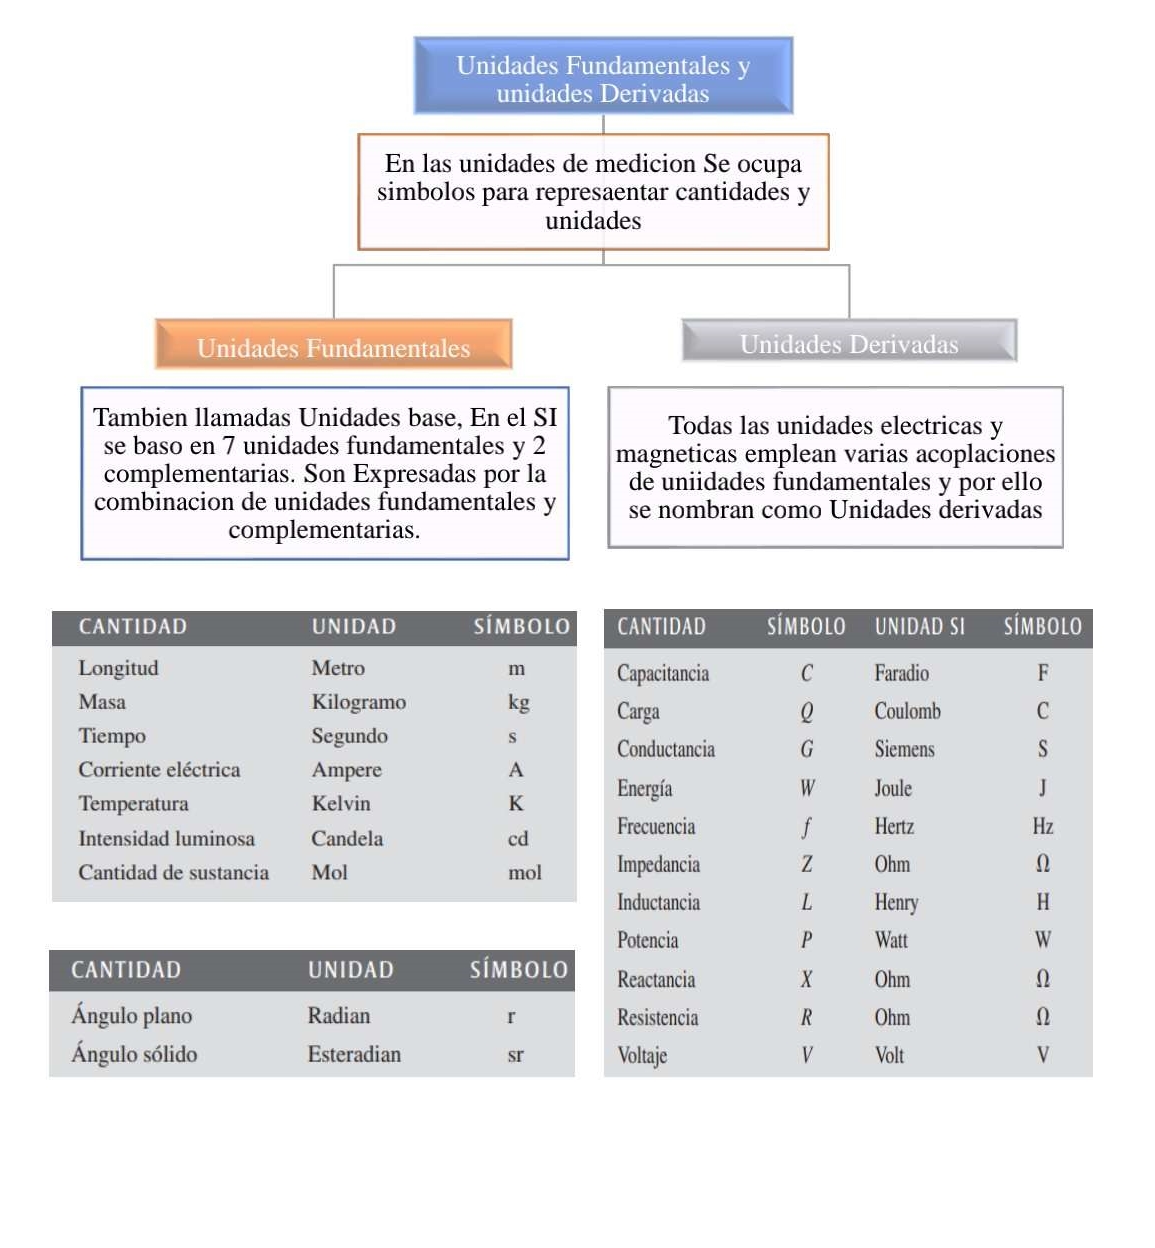 Unidades Fundamentales y
unidades Derivadas
En las unidades de medicion Se ocupa
simbolos para represaentar cantidades y
unidades
Unidades Fundamentales
Unidades Derivadas
Tambien llamadas Unidades base, En el SI
se baso en 7 unidades fundamentales y 2
complementarias. Son Expresadas por la
combinacion de unidades fundamentales y
complementarias.
Todas las unidades electricas y
magneticas emplean varias acoplaciones
de uniidades fundamentales y por ello
se nombran como Unidades derivadas
CANTIDAD UNIDAD SÍMBOLO
Longitud Metro m
Masa Kilogramo kg
Tiempo Segundo s
Corriente eléctrica Ampere A
Temperatura Kelvin K
Intensidad luminosa Candela cd
Cantidad de sustancia Mol mol
CANTIDAD UNIDAD SÍMBOLO
Ángulo plano Radian r
Ángulo sólido Esteradian sr
CANTIDAD SÍMBOLO UNIDAD SI SÍMBOLO
Capacitancia C Faradio F
Carga Q Coulomb C
Conductancia G Siemens S
Energía W Joule J
Frecuencia f Hertz Hz
Impedancia Z Ohm Ω
Inductancia L Henry H
Potencia P Watt W
Reactancia X Ohm Ω
Resistencia R Ohm Ω
Voltaje V Volt V